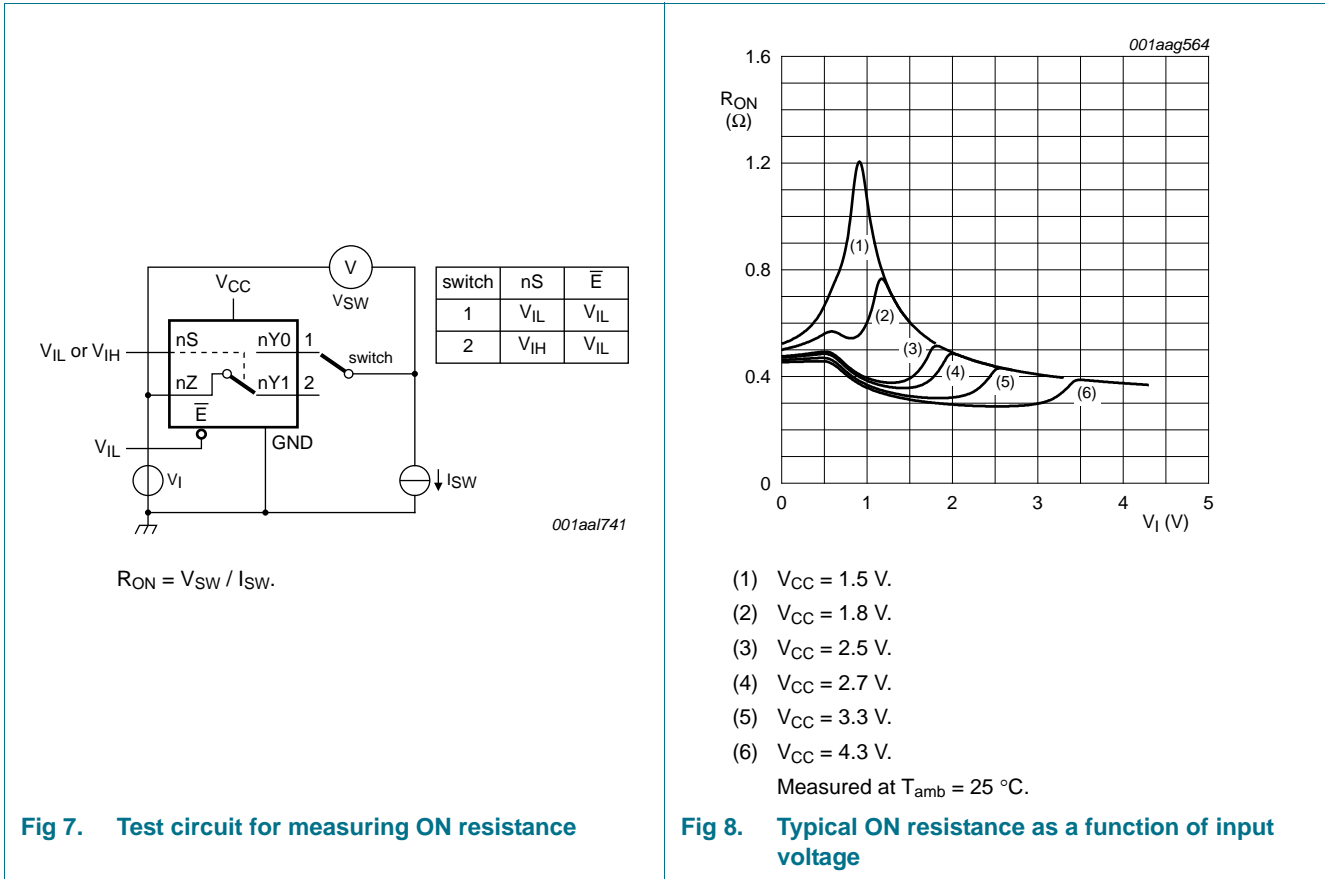 V
VSW
VCC
switch nS E
1 VIL VIL
2 VIH VIL
VIL or VIH
nS
nY0
1
switch
nZ
nY1
2
E
VIL
GND
VI
ISW
001aal741
RON = VSW / ISW.
Fig 7. Test circuit for measuring ON resistance
001aag564
1.6
RON
(Ω)
1.2
0.8
0.4
0
(1)
(2)
(3)
(4)
(5)
(6)
0 1 2 3 4 5
VI (V)
(1) VCC = 1.5 V.
(2) VCC = 1.8 V.
(3) VCC = 2.5 V.
(4) VCC = 2.7 V.
(5) VCC = 3.3 V.
(6) VCC = 4.3 V.
Measured at Tamb = 25 °C.
Fig 8. Typical ON resistance as a function of input
voltage